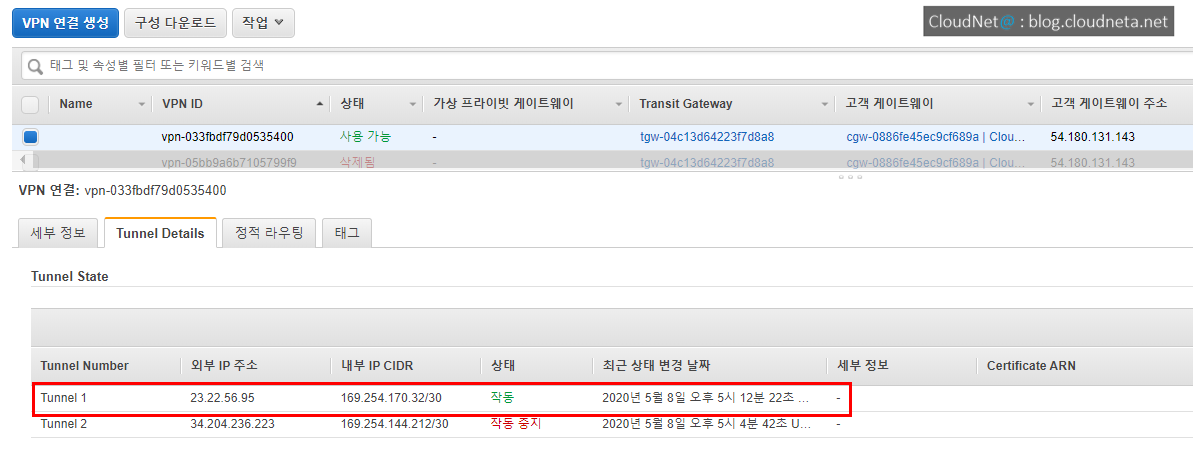 VPN 연결 생성 구성 다운로드 작업
CloudNet@ : blog.cloudneta.net
태그 및 속성별 필터 또는 키워드별 검색
Name VPN ID 상태 가상 프라이빗 게이트웨이 Transit Gateway 고객 게이트웨이 고객 게이트웨이 주소
vpn-033fbdf79d0535400 사용 가능 - tgw-04c13d64223f7d8a8 cgw-0886fe45ec9cf689a | Clou... 54.180.131.143
vpn-05bb9a6b7105799f9 삭제됨 - tgw-04c13d64223f7d8a8 cgw-0886fe45ec9cf689a | Clou... 54.180.131.143
VPN 연결: vpn-033fbdf79d0535400
세부 정보 Tunnel Details 정적 라우팅 태그
Tunnel State
Tunnel Number 외부 IP 주소 내부 IP CIDR 상태 최근 상태 변경 날짜 세부 정보 Certificate ARN
Tunnel 1 23.22.56.95 169.254.170.32/30 작동 2020년 5월 8일 오후 5시 12분 22초 ... -
Tunnel 2 34.204.236.223 169.254.144.212/30 작동 중지 2020년 5월 8일 오후 5시 4분 42초 U... -